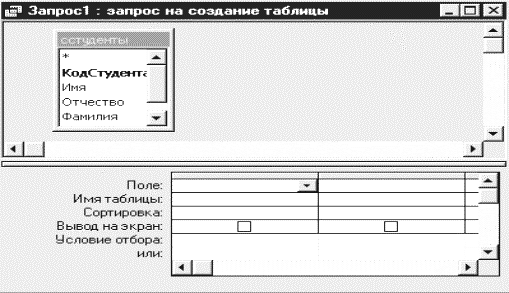 Запрос1 : запрос на создание таблицы
сстуденты
*
КодСтудента
Имя
Отчество
Фамилия
Поле:
Имя таблицы:
Сортировка:
Вывод на экран:
Условие отбора:
или: